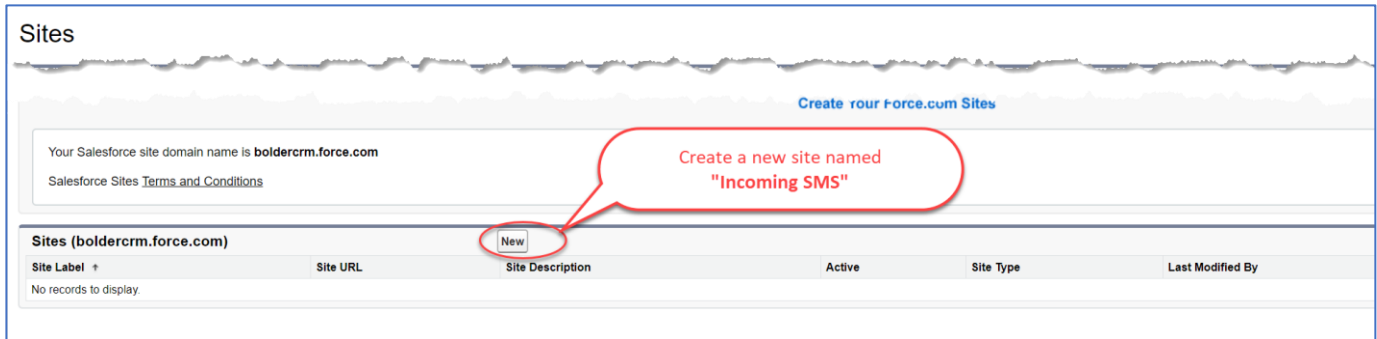 Sites
Create Your Force.com Sites
Your Salesforce site domain name is boldercrm.force.com
Salesforce Sites Terms and Conditions
Create a new site named
"Incoming SMS"
Sites (boldercrm.force.com)
New
Site Label ↑ Site URL Site Description Active Site Type Last Modified By
No records to display.